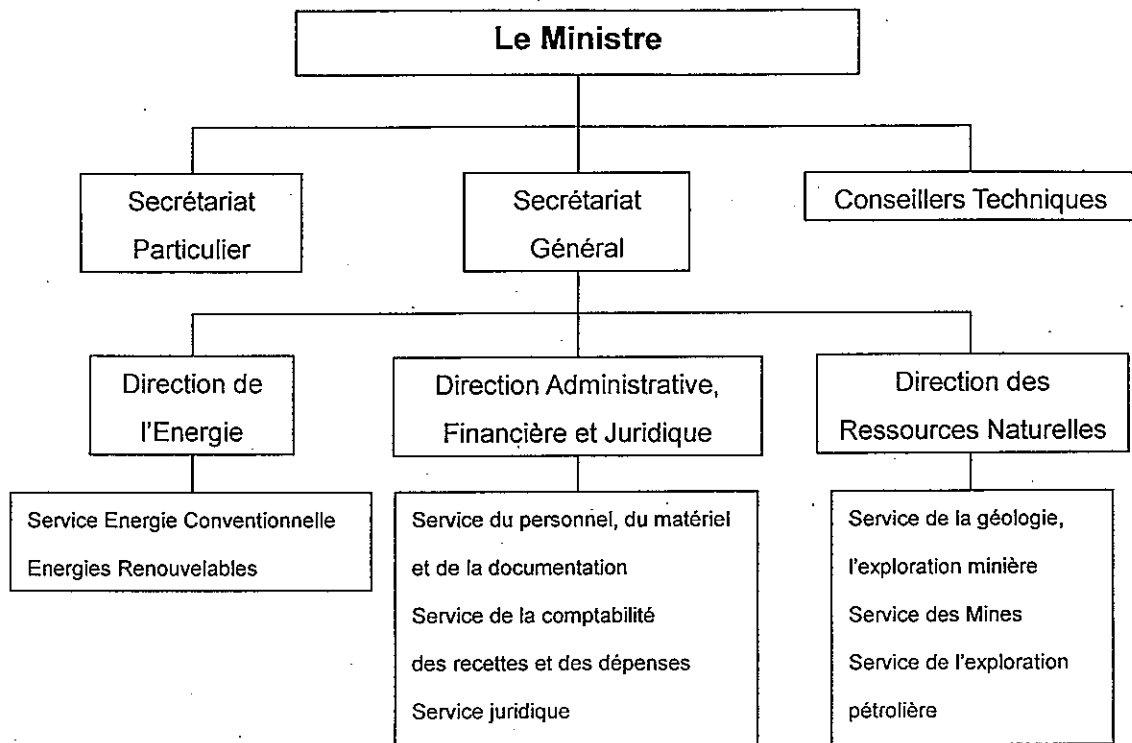 Le Ministre
Secrétariat
Particulier
Secrétariat
Général
Conseillers Techniques
Direction de
l'Energie
Direction Administrative,
Financière et Juridique
Direction des
Ressources Naturelles
Service Energie Conventionnelle
Energies Renouvelables
Service du personnel, du matériel
et de la documentation
Service de la comptabilité
des recettes et des dépenses
Service juridique
Service de la géologie,
l'exploration minière
Service des Mines
Service de l'exploration
pétrolière